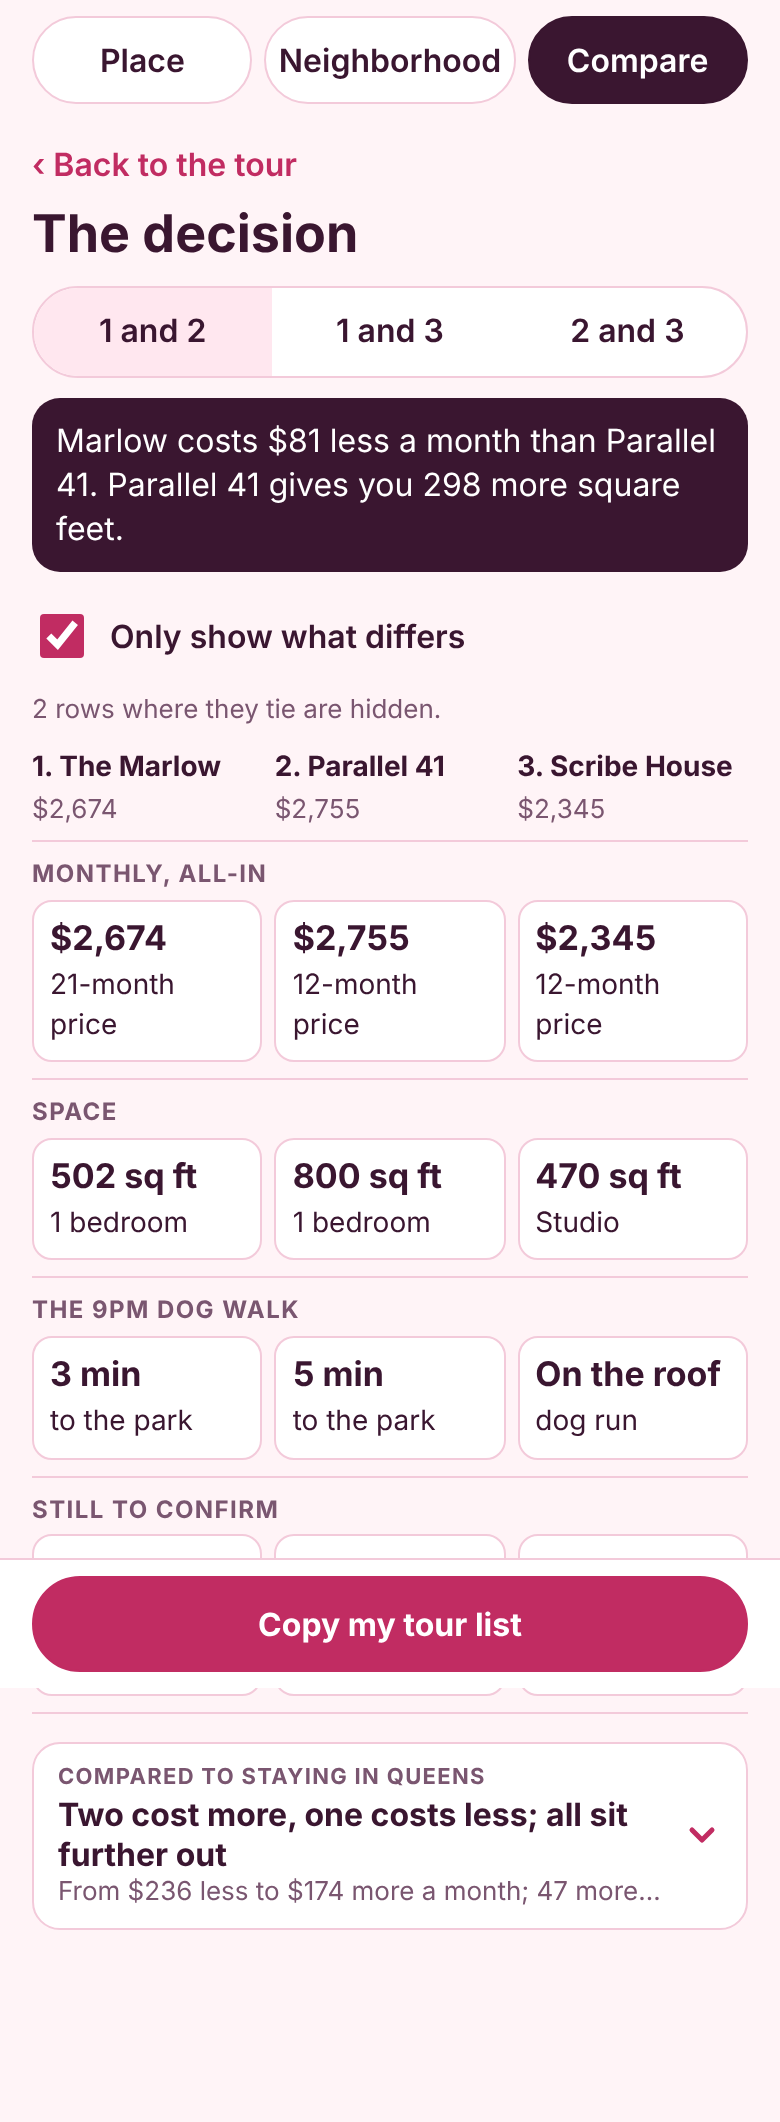 Place
Neighborhood
Compare
‹ Back to the tour
The decision
1 and 2
1 and 3
2 and 3
Marlow costs $81 less a month than Parallel
41. Parallel 41 gives you 298 more square
feet.
Only show what differs
2 rows where they tie are hidden.
1. The Marlow
2. Parallel 41
3. Scribe House
$2,674
$2,755
$2,345
MONTHLY, ALL-IN
$2,674
21-month
price
$2,755
12-month
price
$2,345
12-month
price
SPACE
502 sq ft
1 bedroom
800 sq ft
1 bedroom
470 sq ft
Studio
THE 9PM DOG WALK
3 min
to the park
5 min
to the park
On the roof
dog run
STILL TO CONFIRM
Copy my tour list
COMPARED TO STAYING IN QUEENS
Two cost more, one costs less; all sit
further out
From $236 less to $174 more a month; 47 more...